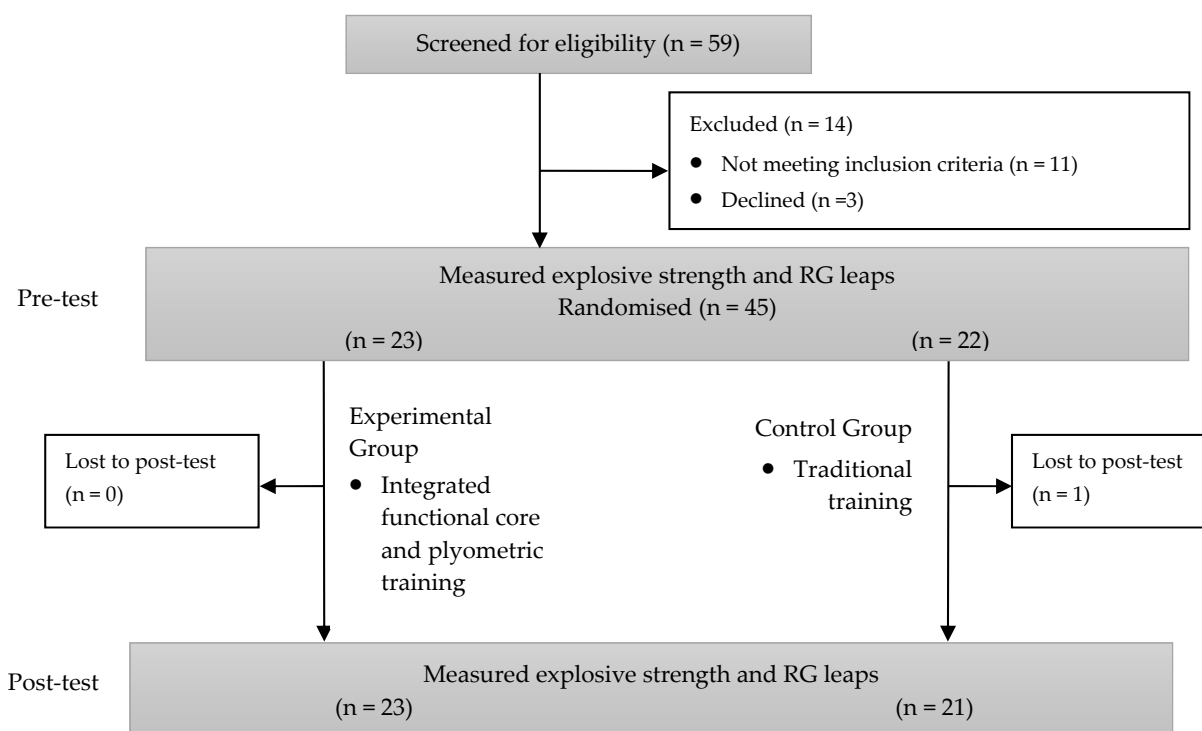 Screened for eligibility (n = 59)
Excluded (n = 14)
● Not meeting inclusion criteria (n = 11)
● Declined (n =3)
Pre-test
Measured explosive strength and RG leaps
Randomised (n = 45)
(n = 23) (n = 22)
Lost to post-test
(n = 0)
Experimental
Group
● Integrated
functional core
and plyometric
training
Control Group
● Traditional
training
Lost to post-test
(n = 1)
Post-test
Measured explosive strength and RG leaps
(n = 23) (n = 21)